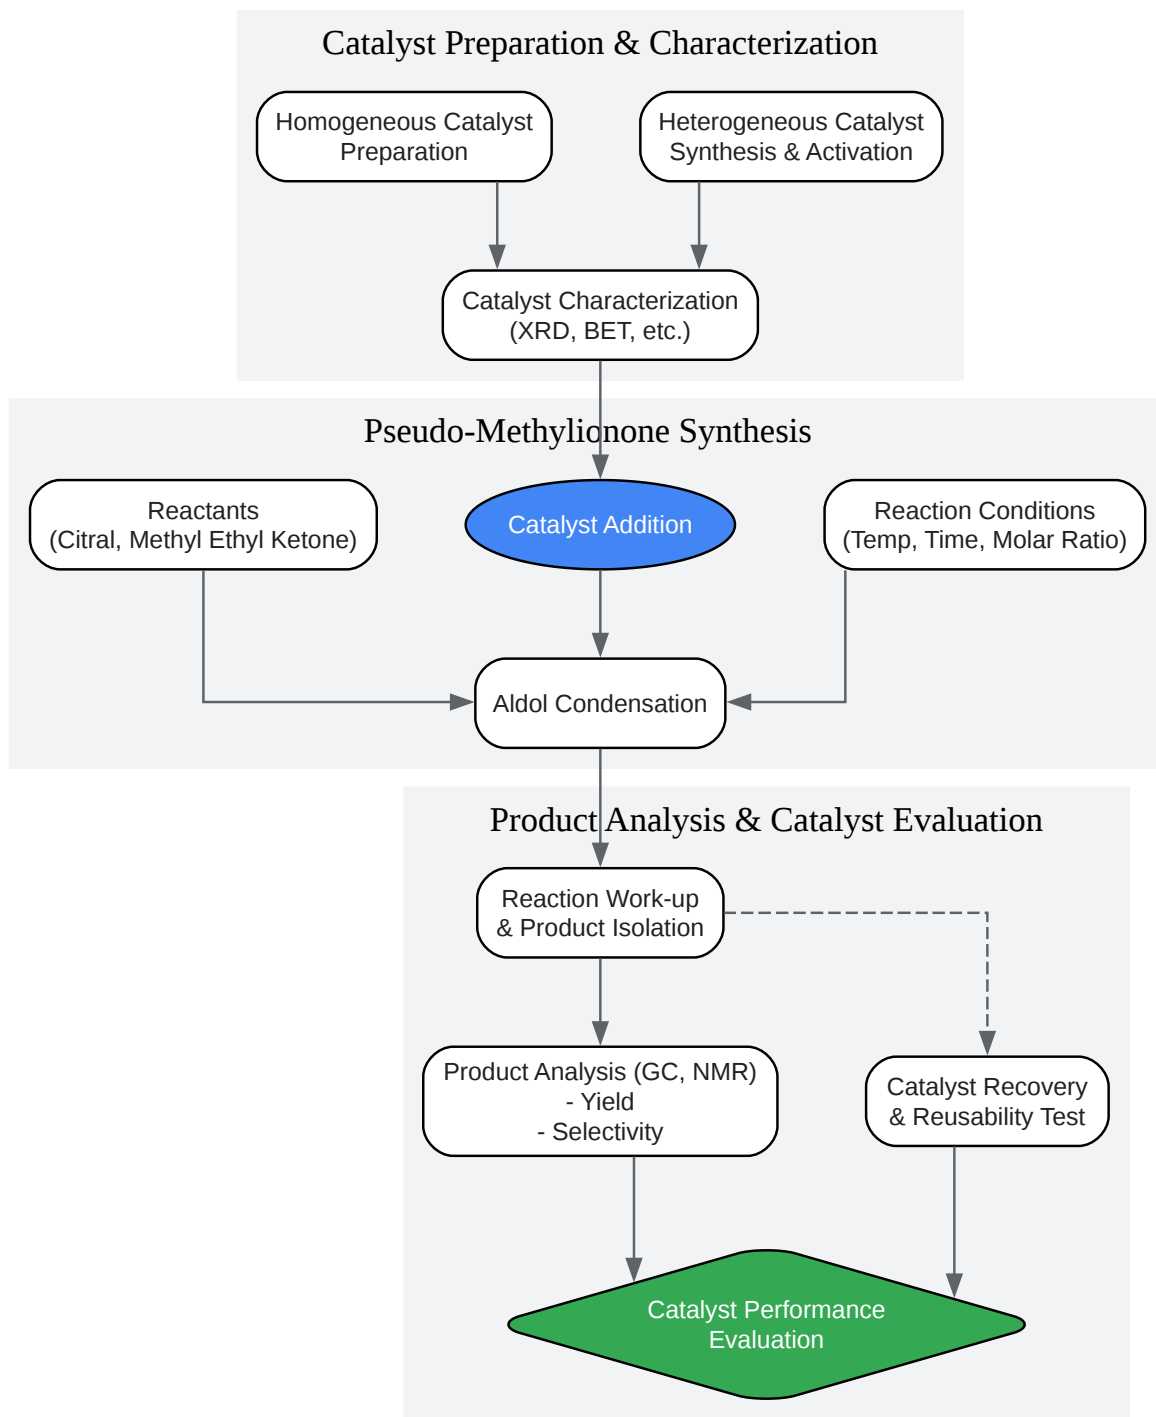 Catalyst Preparation & Characterization
Homogeneous Catalyst
Preparation
Heterogeneous Catalyst
Synthesis & Activation
Catalyst Characterization
(XRD, BET, etc.)
Pseudo-Methylionone Synthesis
Reactants
(Citral, Methyl Ethyl Ketone)
Catalyst Addition
Reaction Conditions
(Temp, Time, Molar Ratio)
Aldol Condensation
Product Analysis & Catalyst Evaluation
Reaction Work-up
& Product Isolation
Product Analysis (GC, NMR)
- Yield
- Selectivity
Catalyst Recovery
& Reusability Test
Catalyst Performance
Evaluation